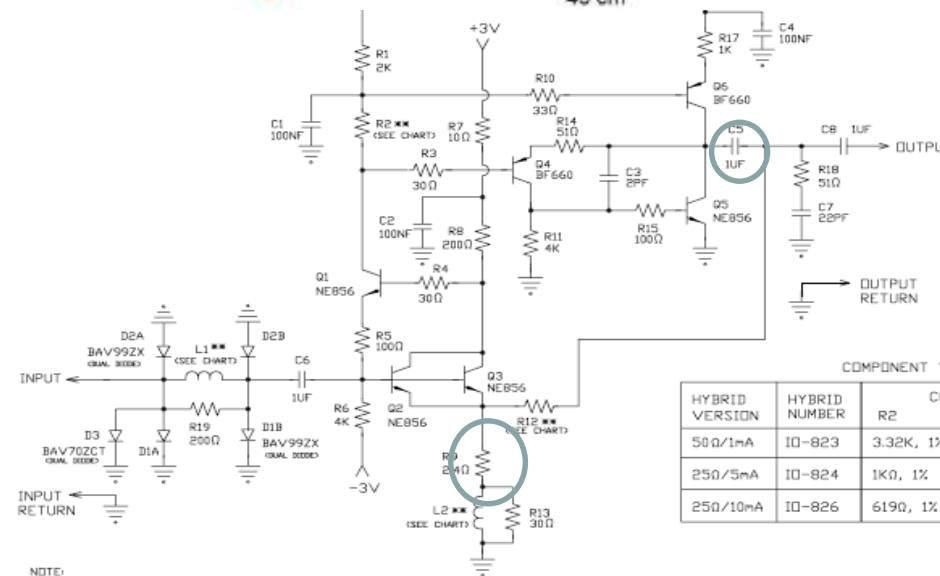 +3V
R1
2K
R10
33Ω
R17
1K
C4
100NF
Q6
BF660
C1
100NF
R2**
(SEE CHART)
R7
10Ω
R14
51Ω
C5
1UF
C8 1UF
OUTPU
R3
30Ω
Q4
BF660
C3
2PF
R18
51Ω
C2
100NF
R8
200Ω
R11
4K
R15
100Ω
Q5
NE856
C7
22PF
Q1
NE856
R4
30Ω
OUTPUT
RETURN
D2A
BAV99ZX
(DUAL DIODE)
L1**
(SEE CHART)
D2B
C6
1UF
R5
100Ω
INPUT
Q3
NE856
Q2
NE856
R6
4K
R12**
(SEE CHART)
R19
200Ω
D3
BAV70ZCT
(DUAL DIODE)
D1A
D1B
BAV99ZX
(DUAL DIODE)
-3V
R9
INPUT
RETURN
L2**
(SEE CHART)
R13
30Ω
COMPONENT
HYBRID
VERSION
HYBRID
NUMBER
R2
50Ω/1mA
IO-823
3.32K, 1%
25Ω/5mA
IO-824
1KΩ, 1%
25Ω/10mA
IO-826
619Ω, 1%
NOTE: